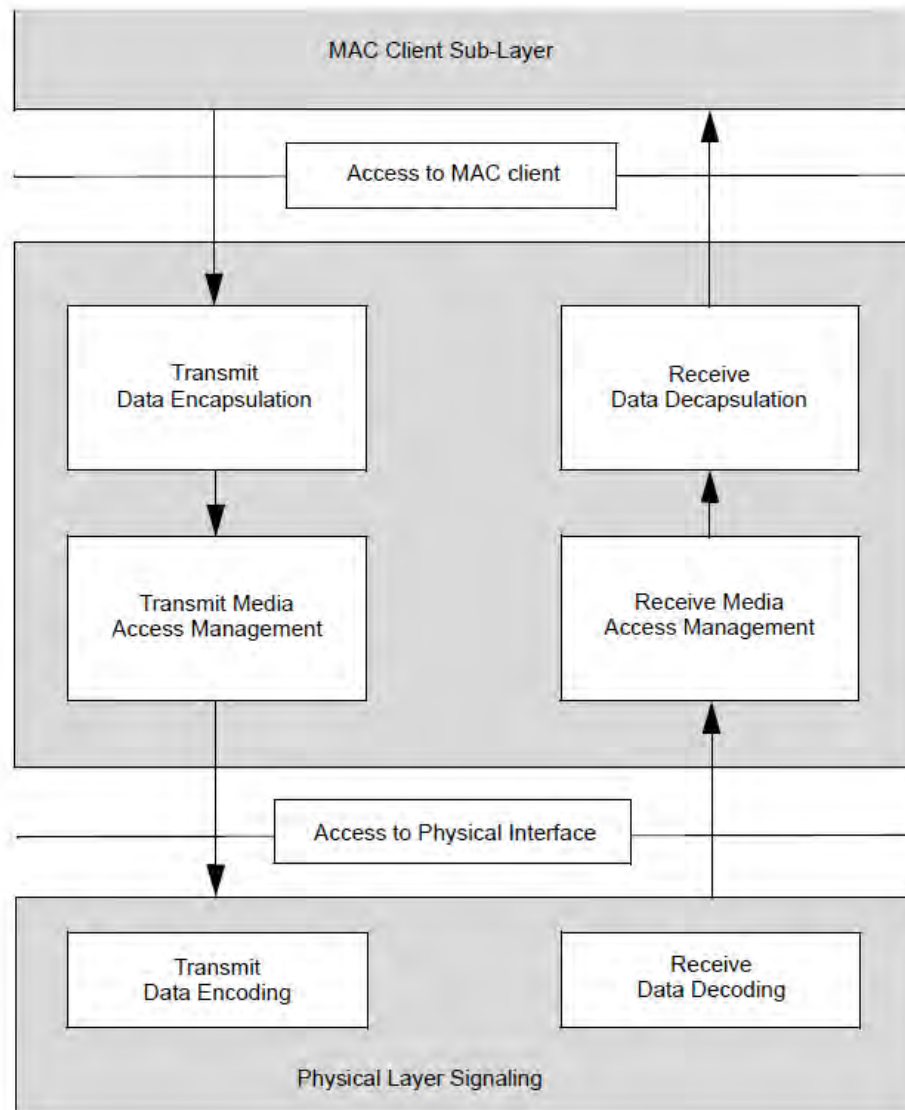 MAC Client Sub-Layer
Access to MAC client
Transmit
Data Encapsulation
Receive
Data Decapsulation
Transmit Media
Access Management
Receive Media
Access Management
Access to Physical Interface
Transmit
Data Encoding
Receive
Data Decoding
Physical Layer Signaling